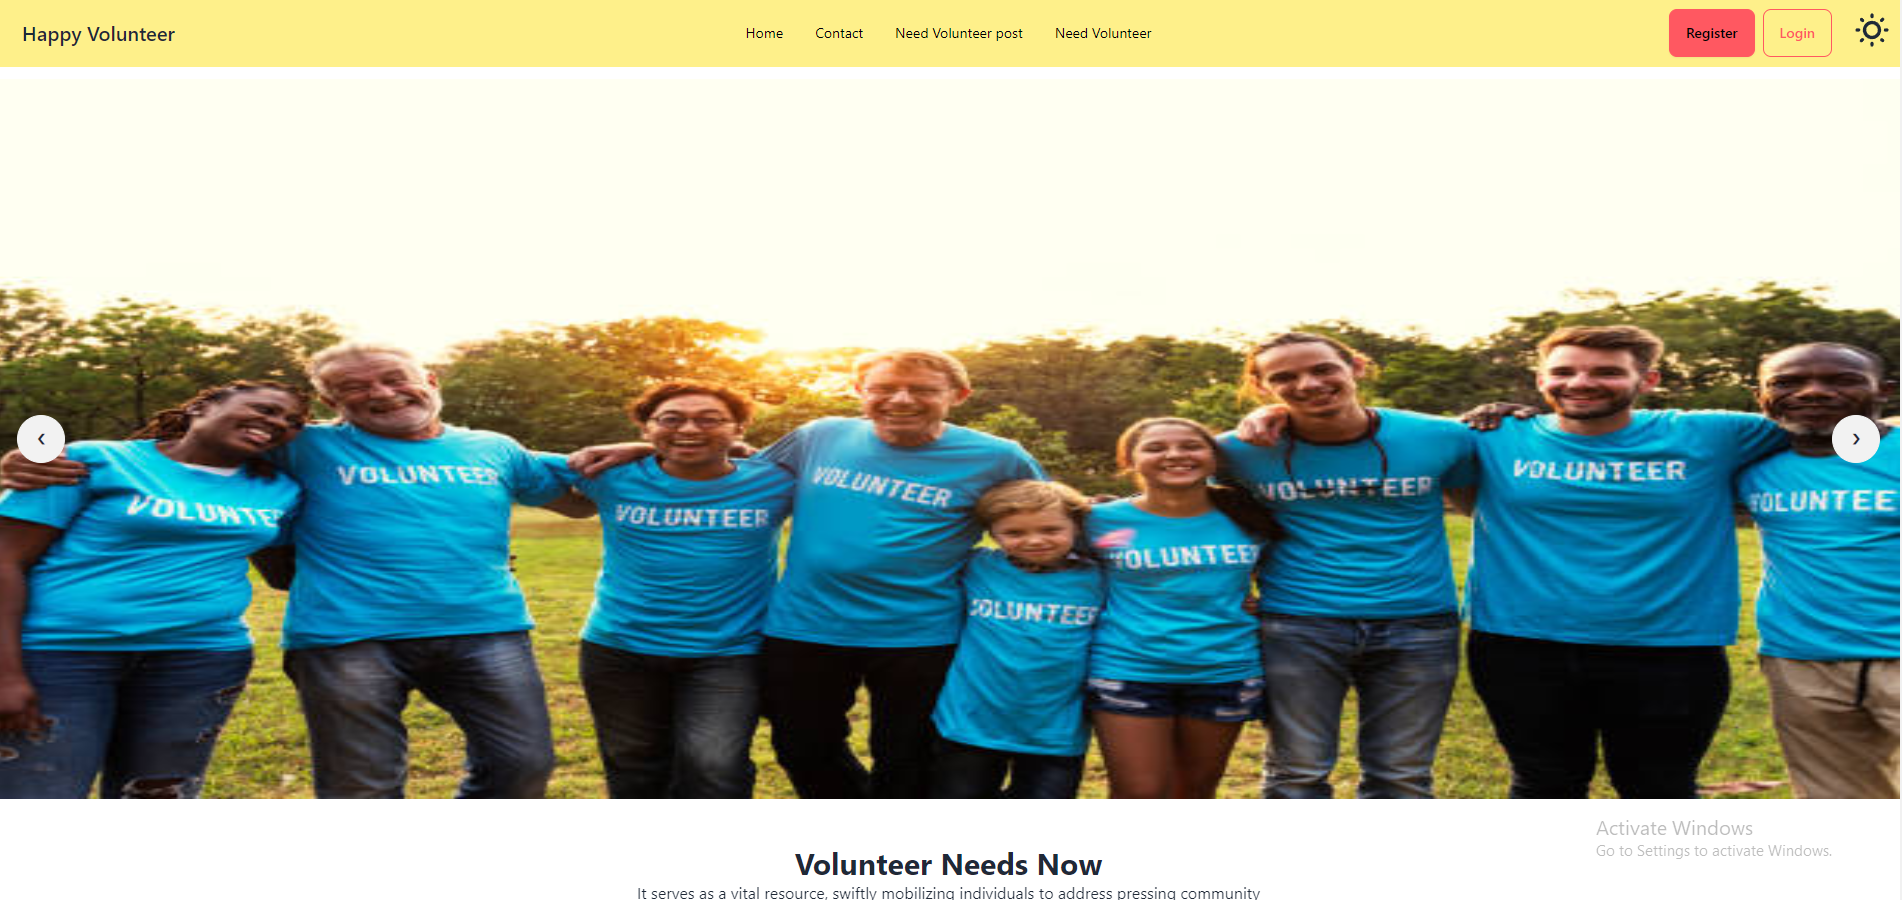 Happy Volunteer
Home Contact Need Volunteer post Need Volunteer
Register Login
VOLUNTEER
VOLUNTEER
VOLUNTEER
VOLUNTEER
VOLUNTEER
VOLUNTEER
VOLUNTEER
VOLUNTEER
VOLUNTEE
Activate Windows
Go to Settings to activate Windows.
Volunteer Needs Now
It serves as a vital resource, swiftly mobilizing individuals to address pressing community